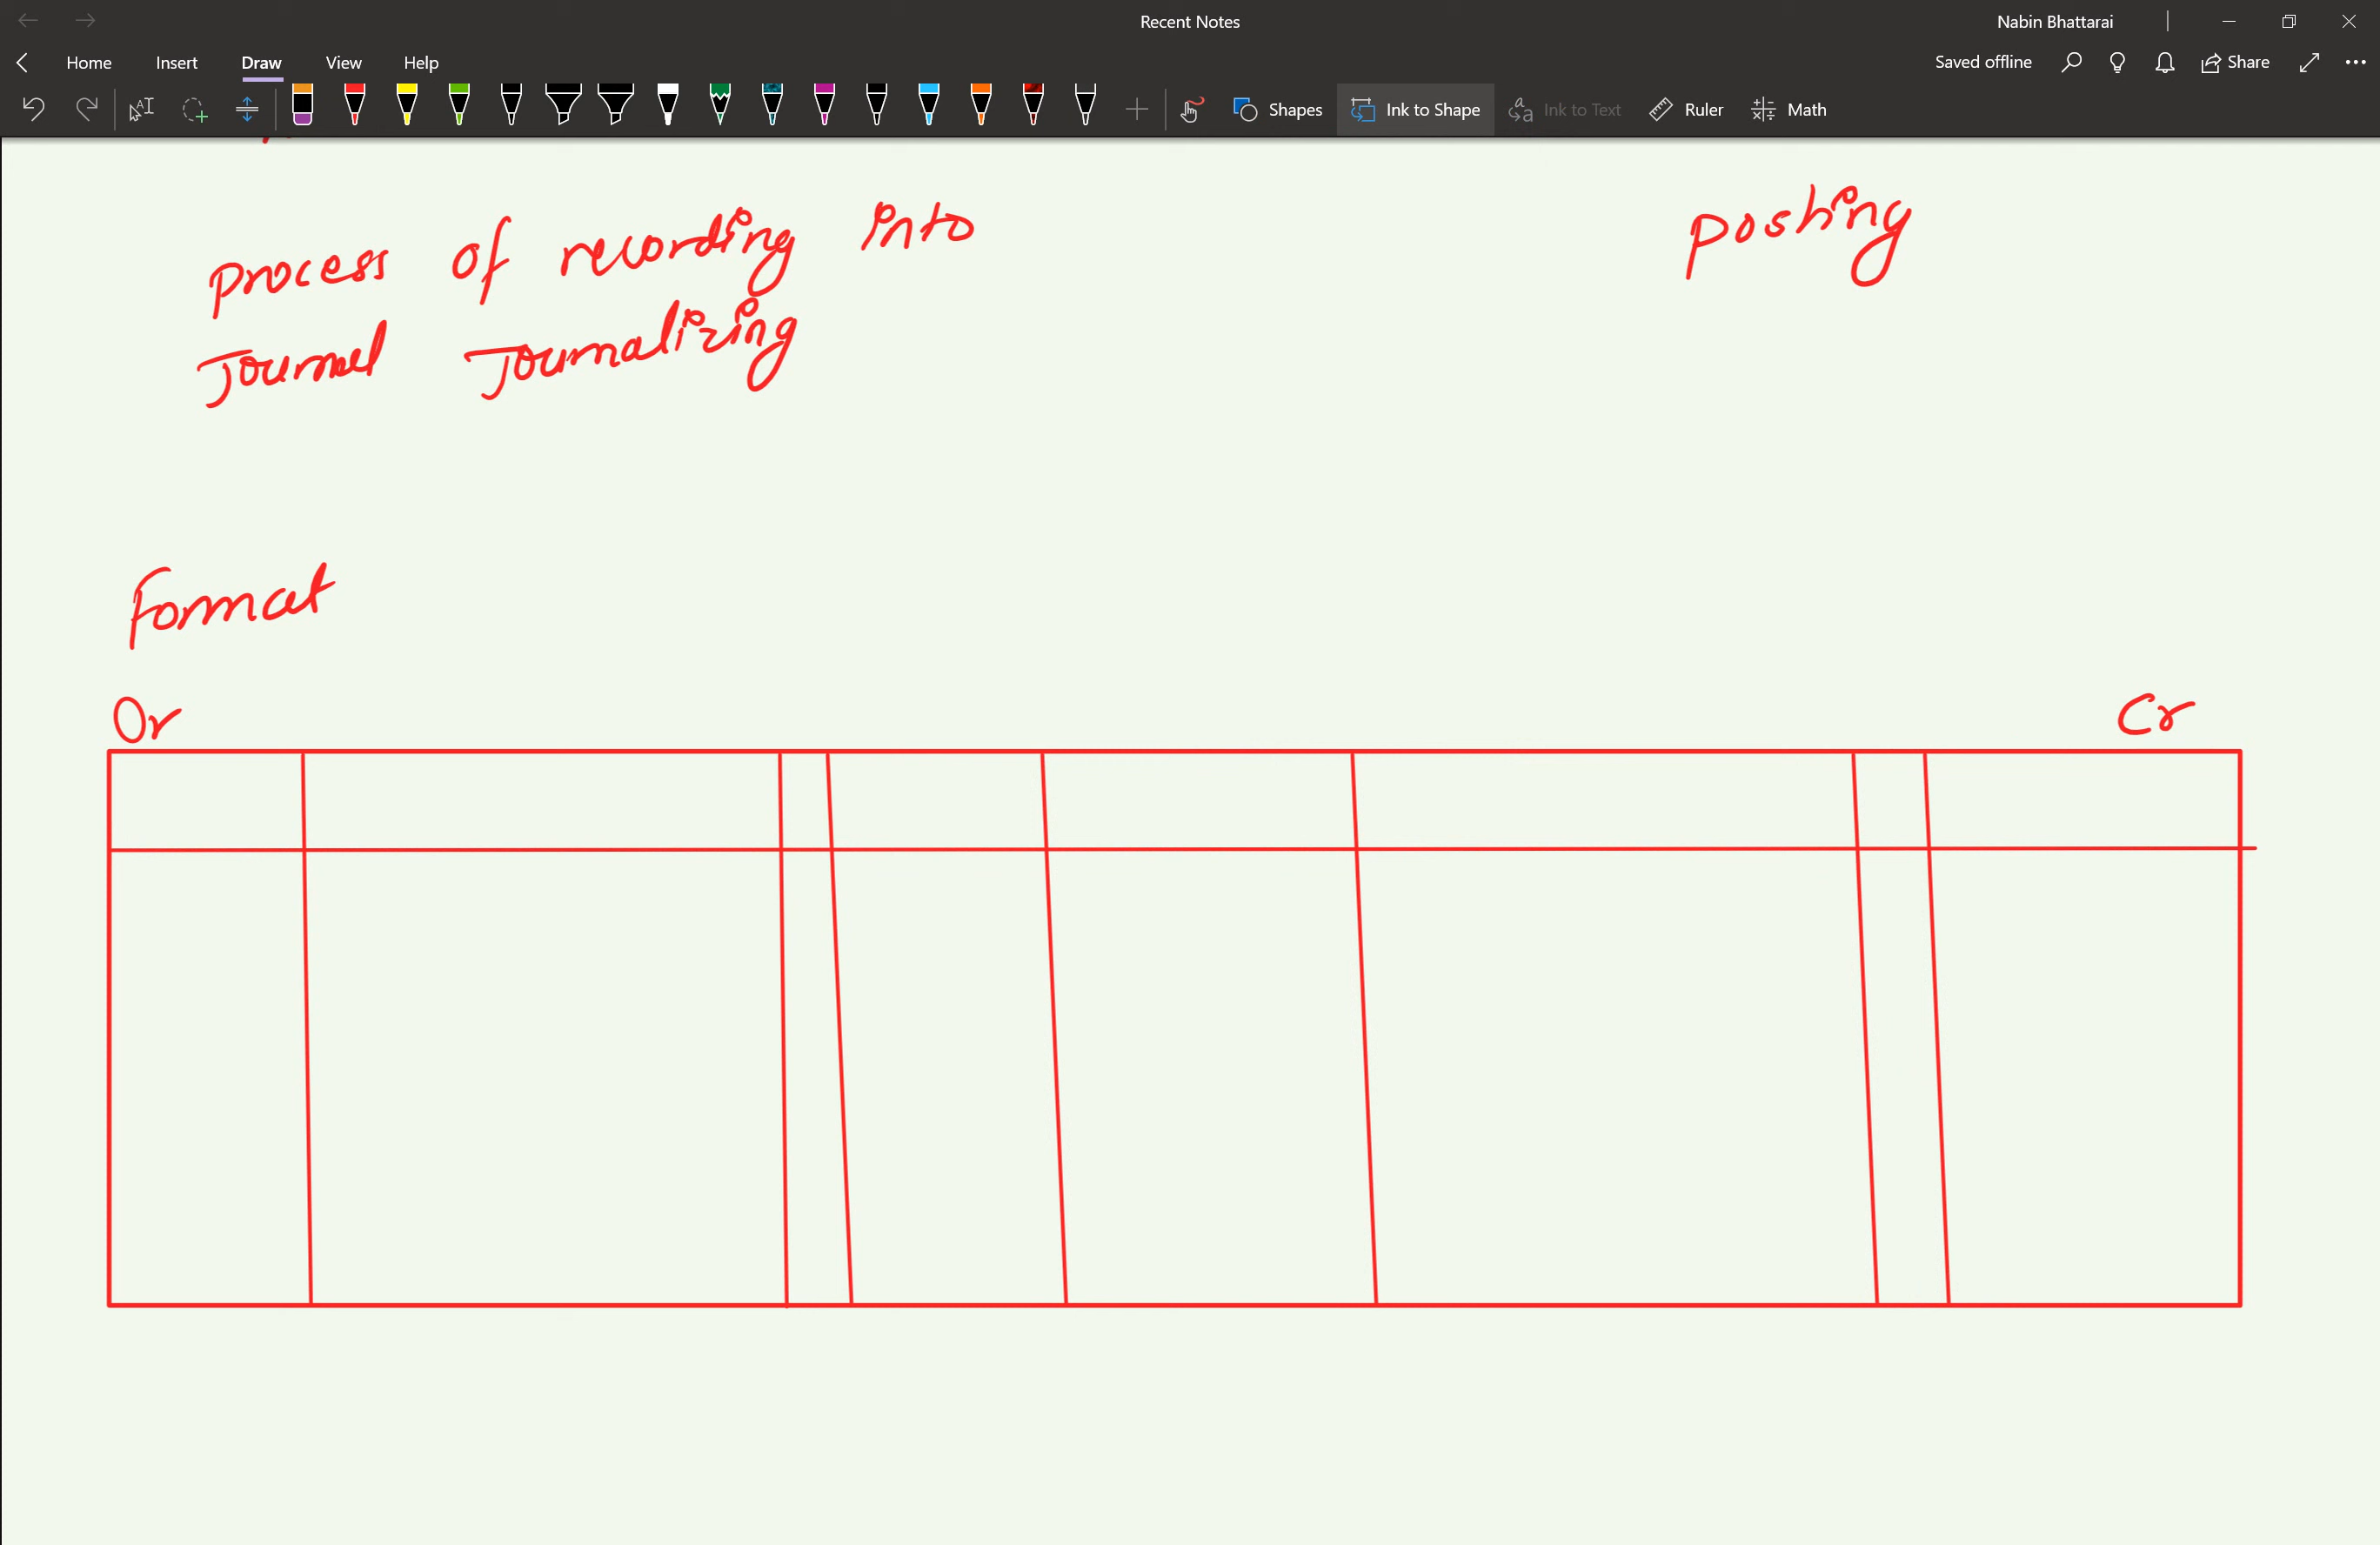 Recent Notes
Nabin Bhattarai
Home Insert Draw View Help
Saved offline
Share
Shapes
Ink to Shape
Ink to Text
Ruler
Math
process of recording into
Journal Journalizing
posting
Format
Dr
Cr